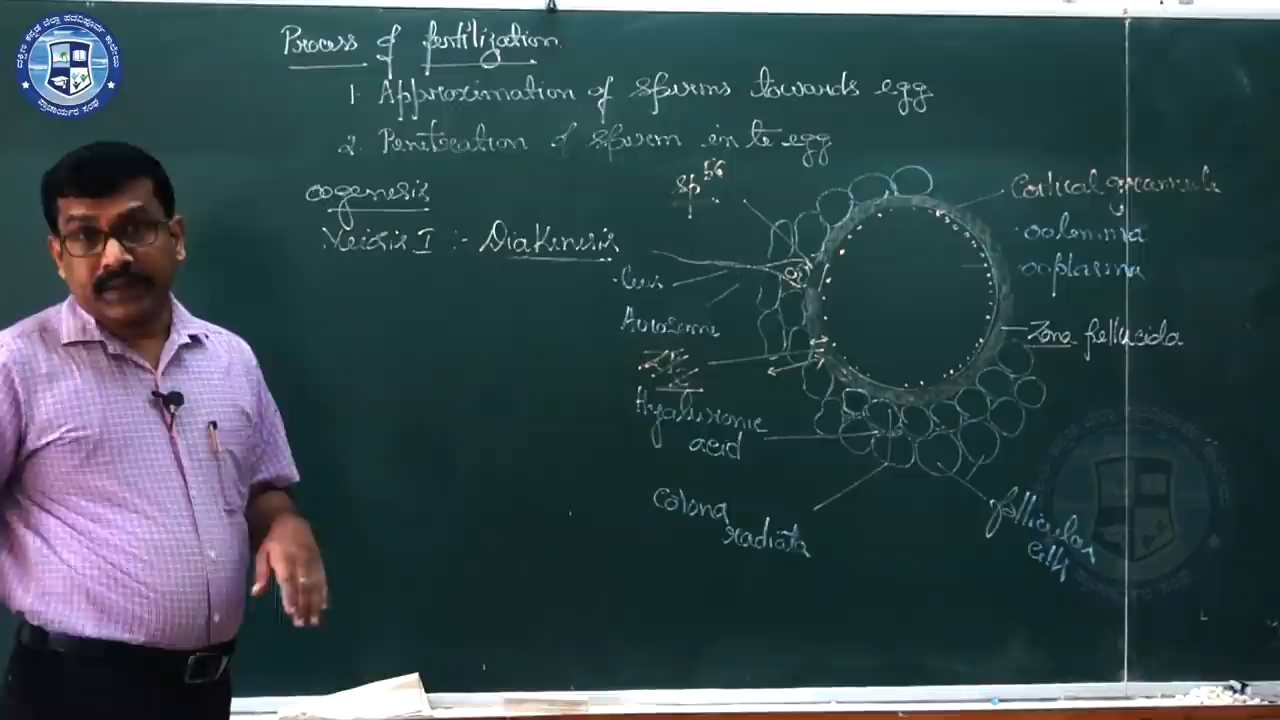 Process of fertilization
1. Approximation of sperms towards egg
2. Penetration of sperm in to egg
oogenesis
Meiosis I :- Diakinesis
Sp 56
Cortical granule
oolemma
ooplasma
Zona pellucida
Acrosome
Hyaluronic
acid
Corona
radiata
follicular
cells